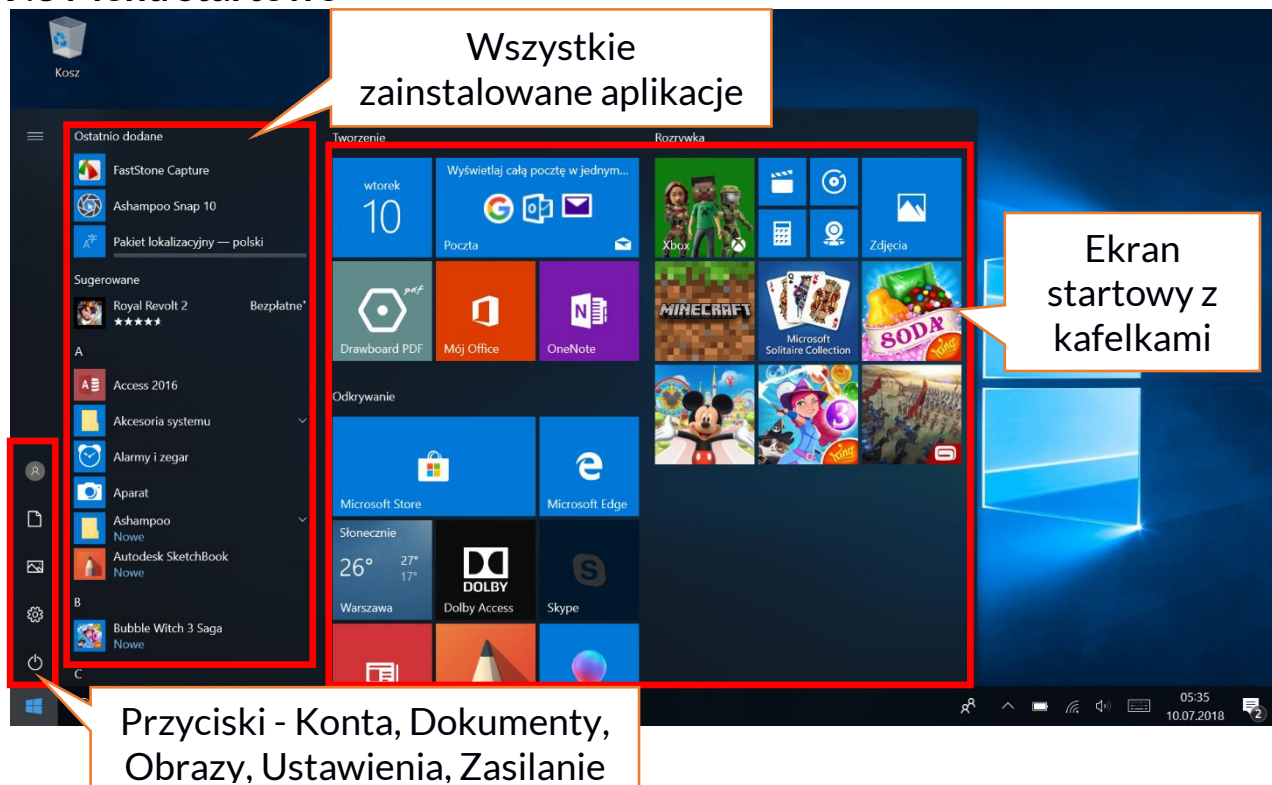 Kosz
Wszystkie
zainstalowane aplikacje
Ostatnio dodane
FastStone Capture
Ashampoo Snap 10
Pakiet lokalizacyjny — polski
Sugerowane
Royal Revolt 2 Bezpłatne*
A
Access 2016
Akcesoria systemu
Alarmy i zegar
Aparat
Ashampoo
Nowe
Autodesk SketchBook
Nowe
B
Bubble Witch 3 Saga
Nowe
C
Tworzenie
wtorek
10
Wyświetlaj całą pocztę w jednym...
Poczta
Drawboard PDF
Mój Office
OneNote
Odkrywanie
Microsoft Store
Microsoft Edge
Słonecznie
26° 27°
17°
Warszawa
DOLBY
Dolby Access
Skype
Rozrywka
Xbox
Zdjęcia
MINECRAFT
Microsoft
Solitaire Collection
SODA
King
3
King
Ekran
startowy z
kafelkami
Przyciski - Konta, Dokumenty,
Obrazy, Ustawienia, Zasilanie
05:35
10.07.2018
2